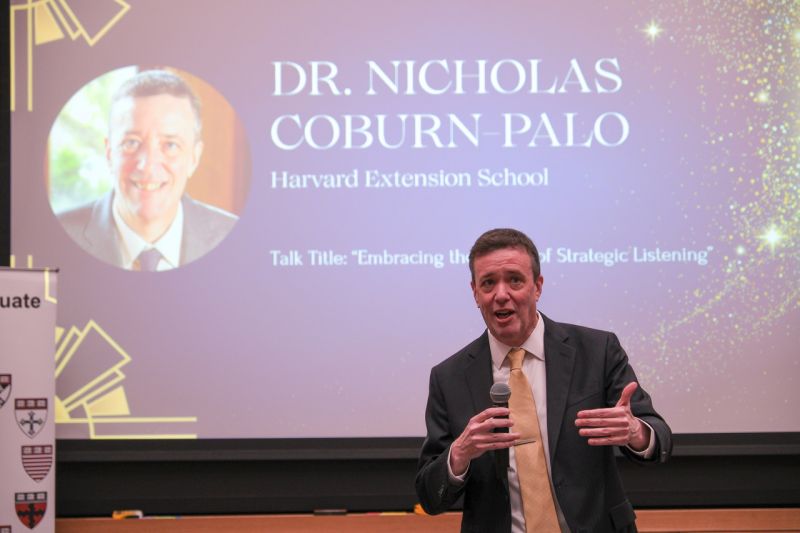 DR. NICHOLAS
COBURN-PALO
Harvard Extension School
Talk Title: "Embracing the of Strategic Listening"
uate